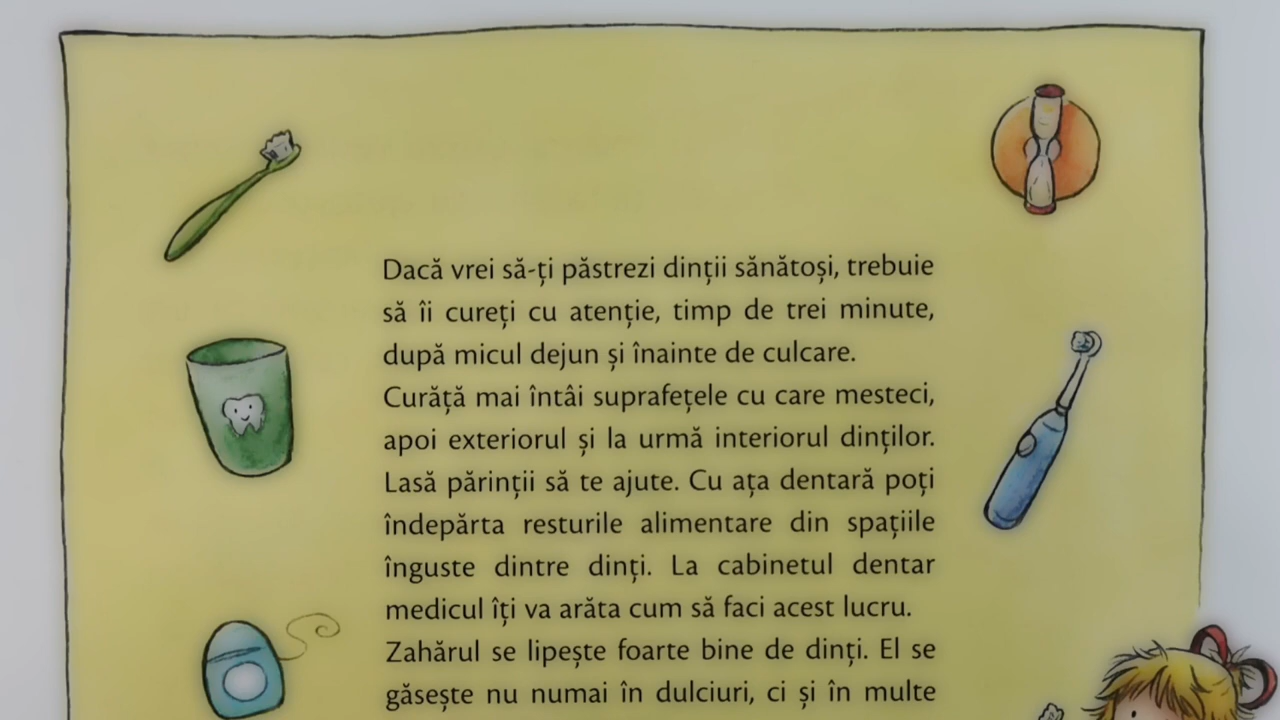 Dacă vrei să-ți păstrezi dinții sănătoși, trebuie
să îi cureți cu atenție, timp de trei minute,
după micul dejun și înainte de culcare.
Curăță mai întâi suprafețele cu care mesteci,
apoi exteriorul și la urmă interiorul dinților.
Lasă părinții să te ajute. Cu ața dentară poți
îndepărta resturile alimentare din spațiile
înguste dintre dinți. La cabinetul dentar
medicul îți va arăta cum să faci acest lucru.
Zahărul se lipește foarte bine de dinți. El se
găsește nu numai în dulciuri, ci și în multe